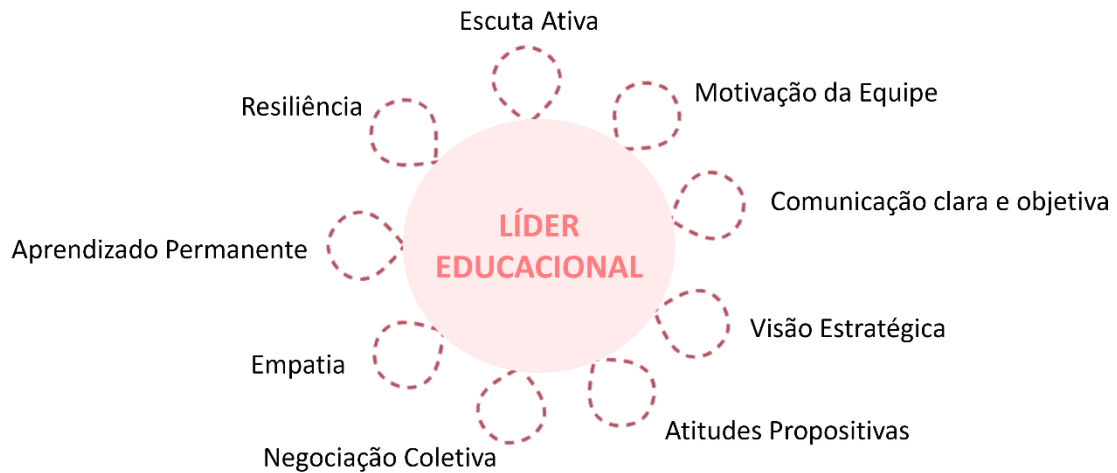 Escuta Ativa
Motivação da Equipe
Resiliência
Comunicação clara e objetiva
LÍDER
EDUCACIONAL
Aprendizado Permanente
Visão Estratégica
Empatia
Atitudes Propositivas
Negociação Coletiva